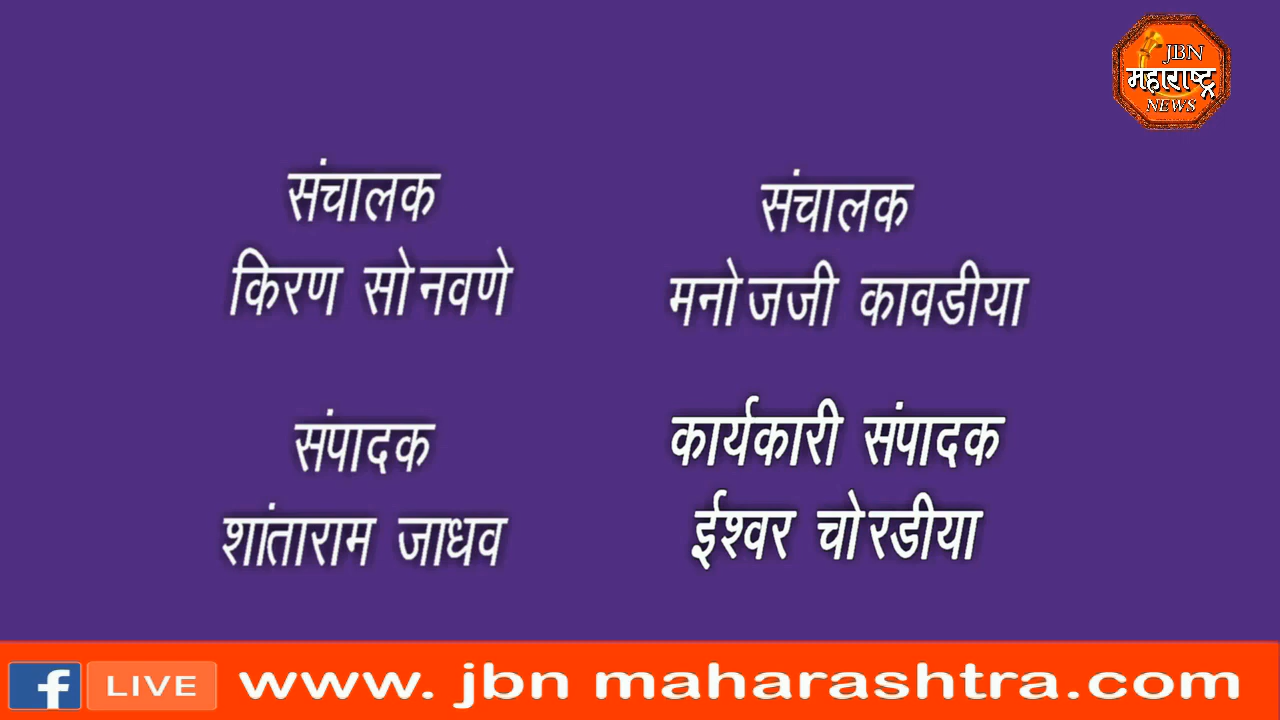 JBN
महाराष्ट्र
NEWS
संचालक
किरण सोनवणे
संचालक
मनोजजी कावडीया
संपादक
शांताराम जाधव
कार्यकारी संपादक
ईश्वर चोरडीया
f LIVE www. jbn maharashtra.com